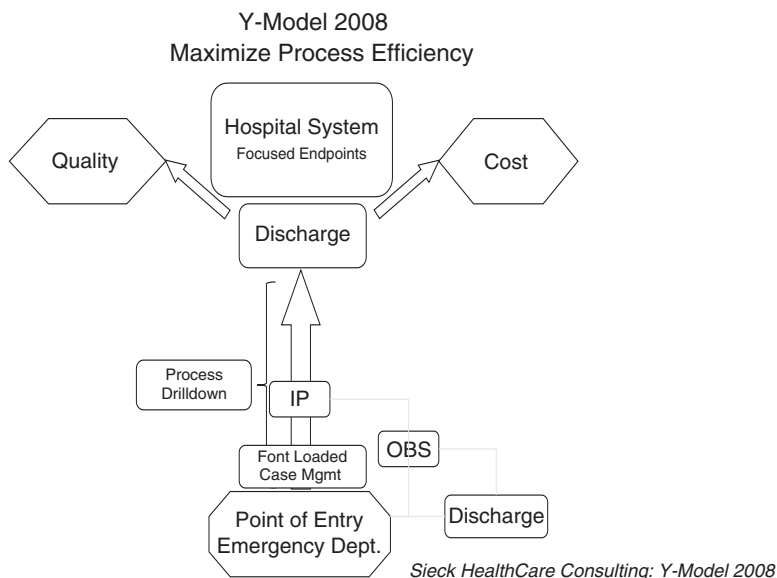 Y-Model 2008
Maximize Process Efficiency
Hospital System
Focused Endpoints
Quality
Cost
Discharge
Process
Drilldown
IP
OBS
Font Loaded
Case Mgmt
Point of Entry
Emergency Dept.
Discharge
Sieck HealthCare Consulting: Y-Model 2008